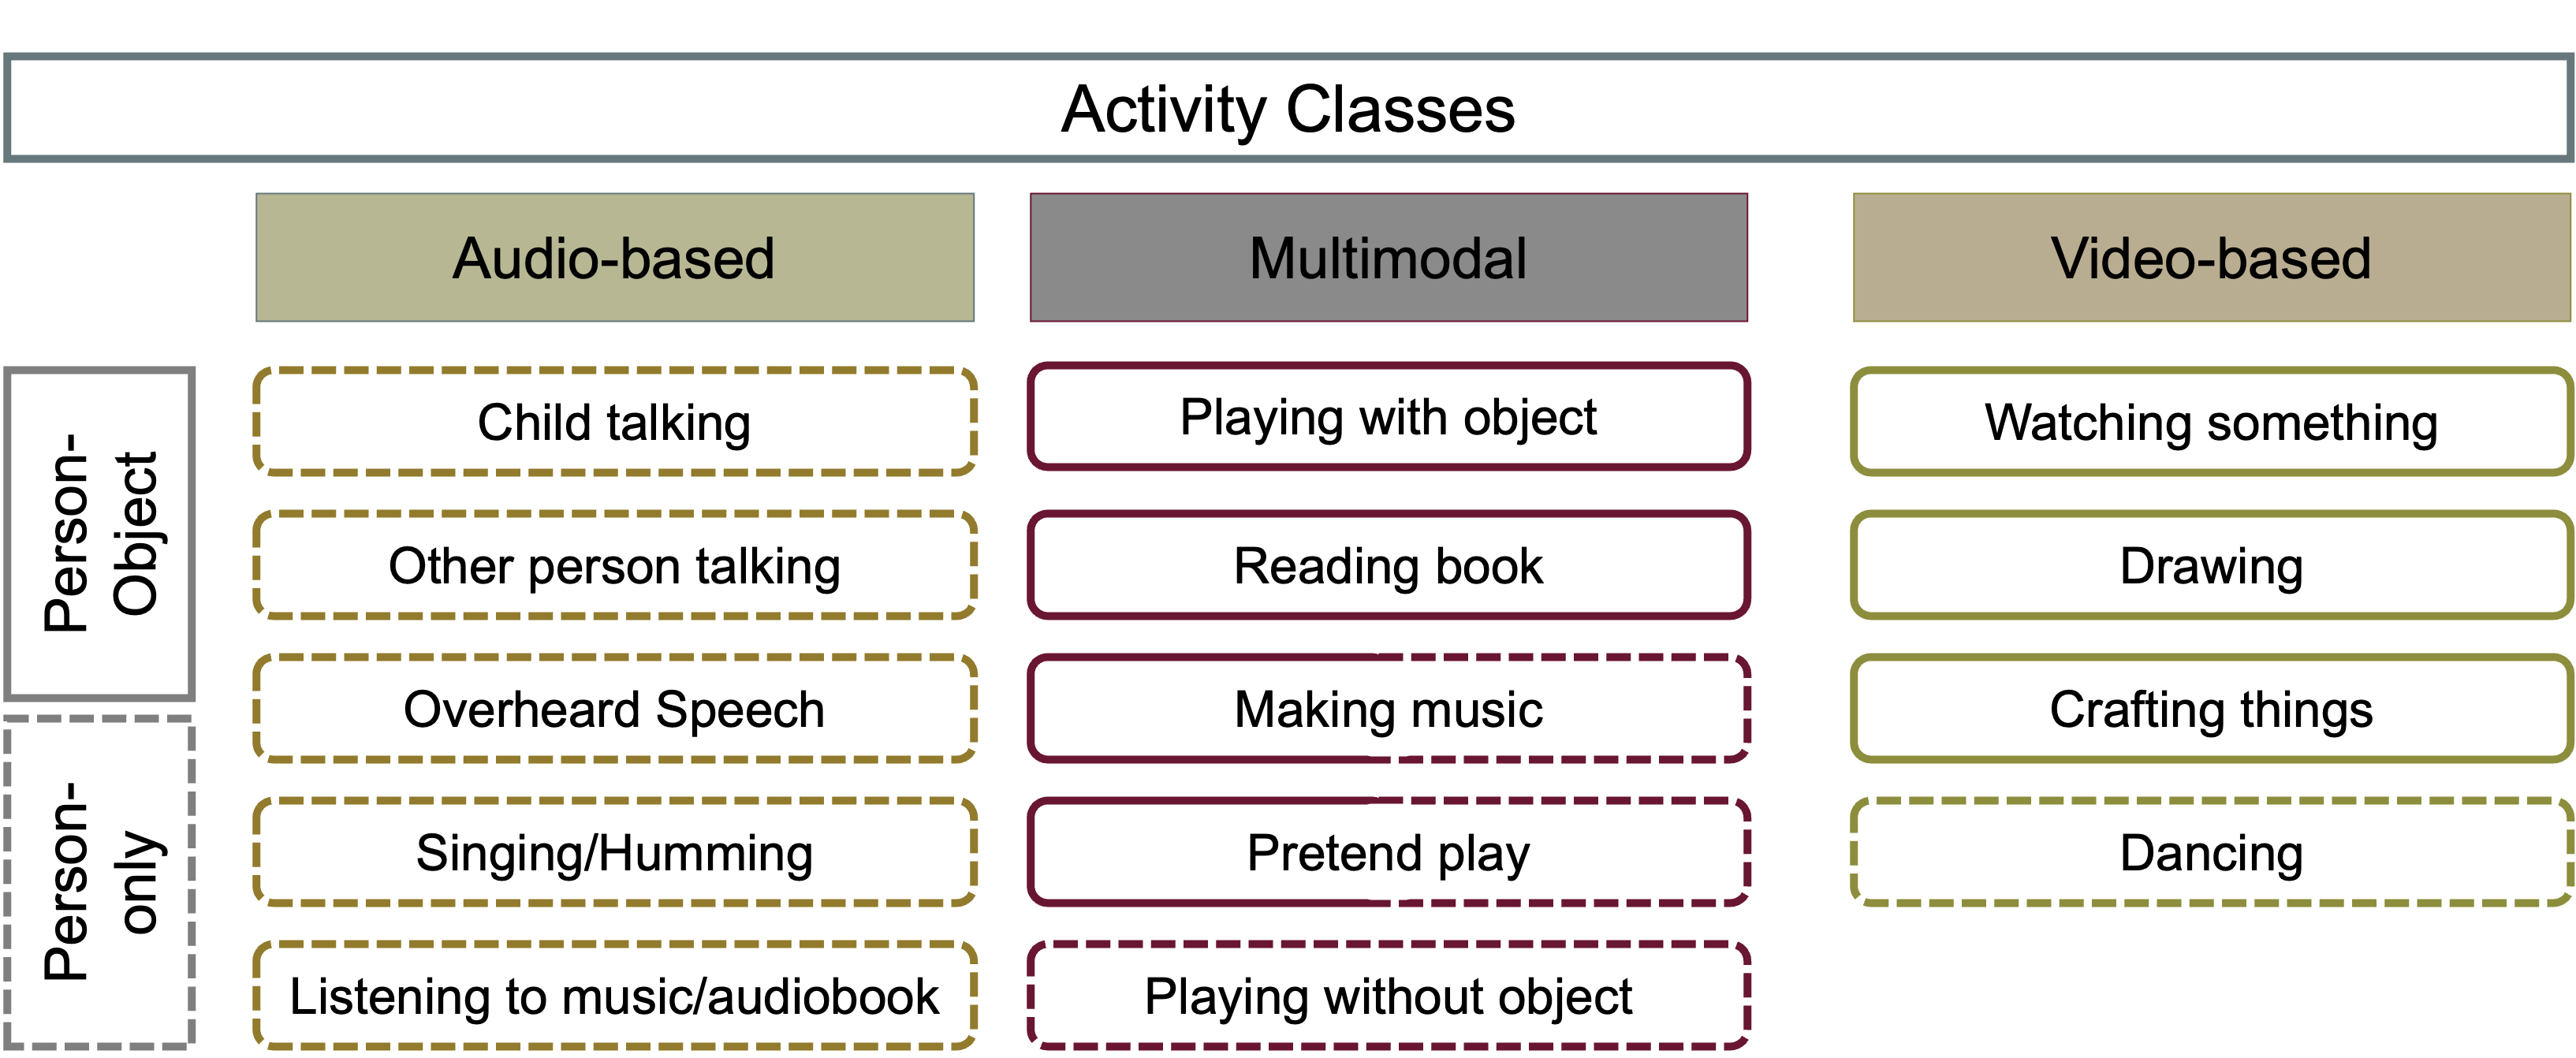 Activity Classes
Audio-based
Multimodal
Video-based
Person-
Object
Child talking
Playing with object
Watching something
Other person talking
Reading book
Drawing
Overheard Speech
Making music
Crafting things
Person-
only
Singing/Humming
Pretend play
Dancing
Listening to music/audiobook
Playing without object